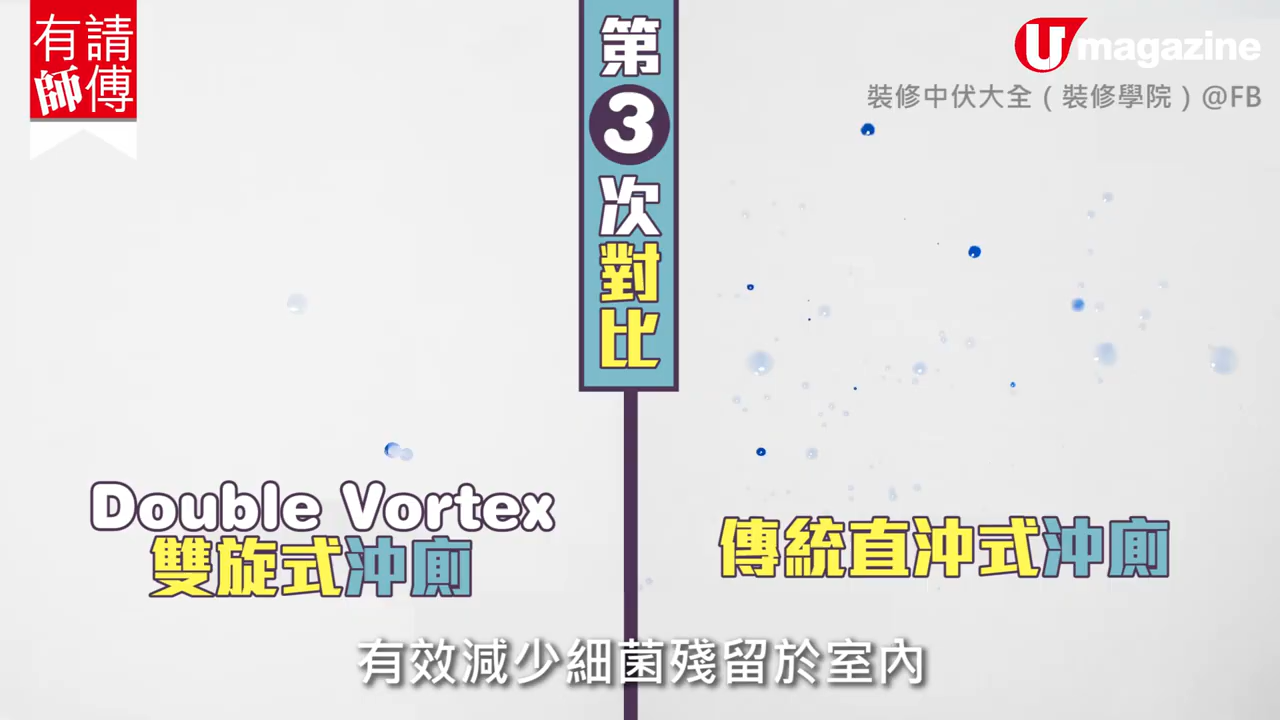 有請
師傅
第
3
次
對
比
U magazine
裝修中伏大全（裝修學院）@FB
Double Vortex
雙旋式沖廁
傳統直沖式沖廁
有效減少細菌殘留於室內